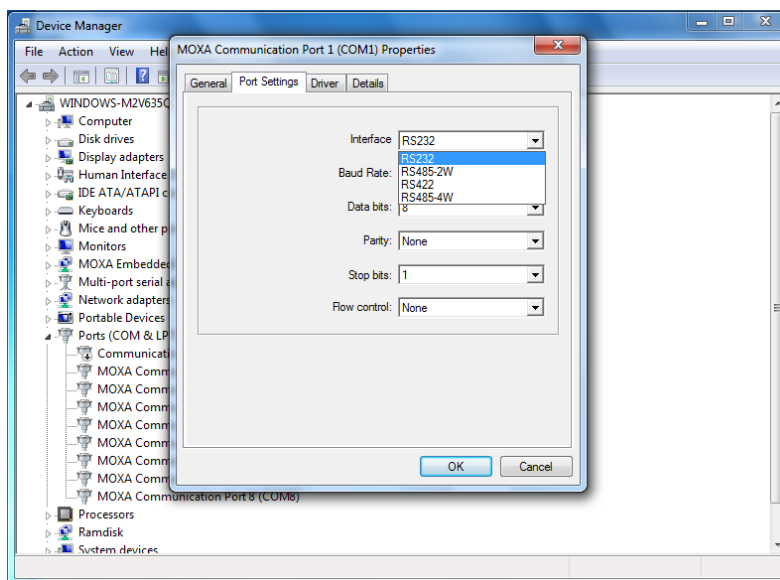 Device Manager
File Action View Hel
WINDOWS-M2V635C
Computer
Disk drives
Display adapters
Human Interface
IDE ATA/ATAPI c
Keyboards
Mice and other p
Monitors
MOXA Embedded
Multi-port serial a
Network adapters
Portable Devices
Ports (COM & LP
Communicati
MOXA Comm
MOXA Comm
MOXA Comm
MOXA Comm
MOXA Comm
MOXA Comm
MOXA Comm
MOXA Communication Port 8 (COM8)
Processors
Ramdisk
System devices
MOXA Communication Port 1 (COM1) Properties
General Port Settings Driver Details
Interface RS232
RS232
RS485-2W
RS422
RS485-4W
Baud Rate:
Data bits: 8
Parity: None
Stop bits: 1
Flow control: None
OK Cancel